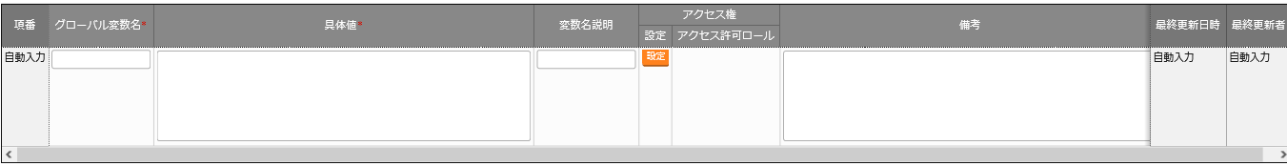 項番 グローバル変数名* 具体値* 変数名説明 アクセス権 備考 最終更新日時 最終更新者
設定 アクセス許可ロール
自動入力 設定 自動入力 自動入力